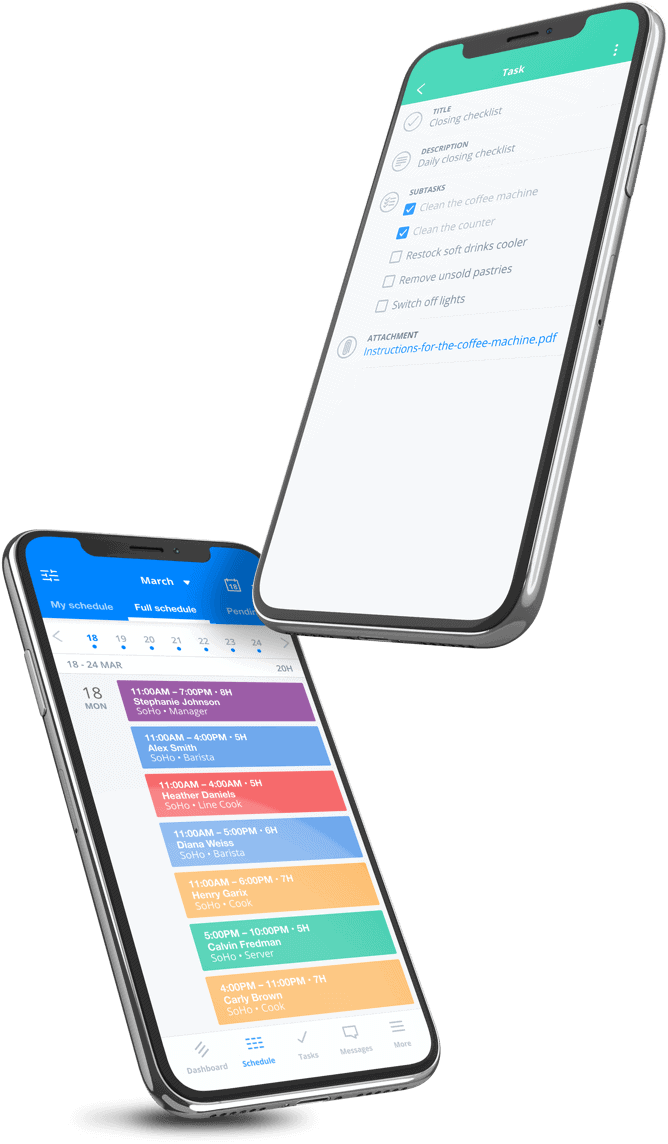 Task
TITLE
Closing checklist
DESCRIPTION
Daily closing checklist
SUBTASKS
Clean the coffee machine
Clean the counter
Restock soft drinks cooler
Remove unsold pastries
Switch off lights
ATTACHMENT
Instructions-for-the-coffee-machine.pdf
March
18
My schedule
Full schedule
18 19 20 21 22 23 24
18 - 24 MAR
20H
18
MON
11:00AM – 7:00PM • 8H
Stephanie Johnson
SoHo • Manager
11:00AM – 4:00PM • 5H
Alex Smith
SoHo • Barista
11:00AM – 4:00AM • 5H
Heather Daniels
SoHo • Line Cook
11:00AM – 5:00PM • 6H
Diana Weiss
SoHo • Barista
11:00AM – 6:00PM • 7H
Henry Garix
SoHo • Cook
5:00PM – 10:00PM • 5H
Calvin Fredman
SoHo • Server
4:00PM – 11:00PM • 7H
Carly Brown
SoHo • Cook
Dashboard
Schedule
Tasks
Messages
More